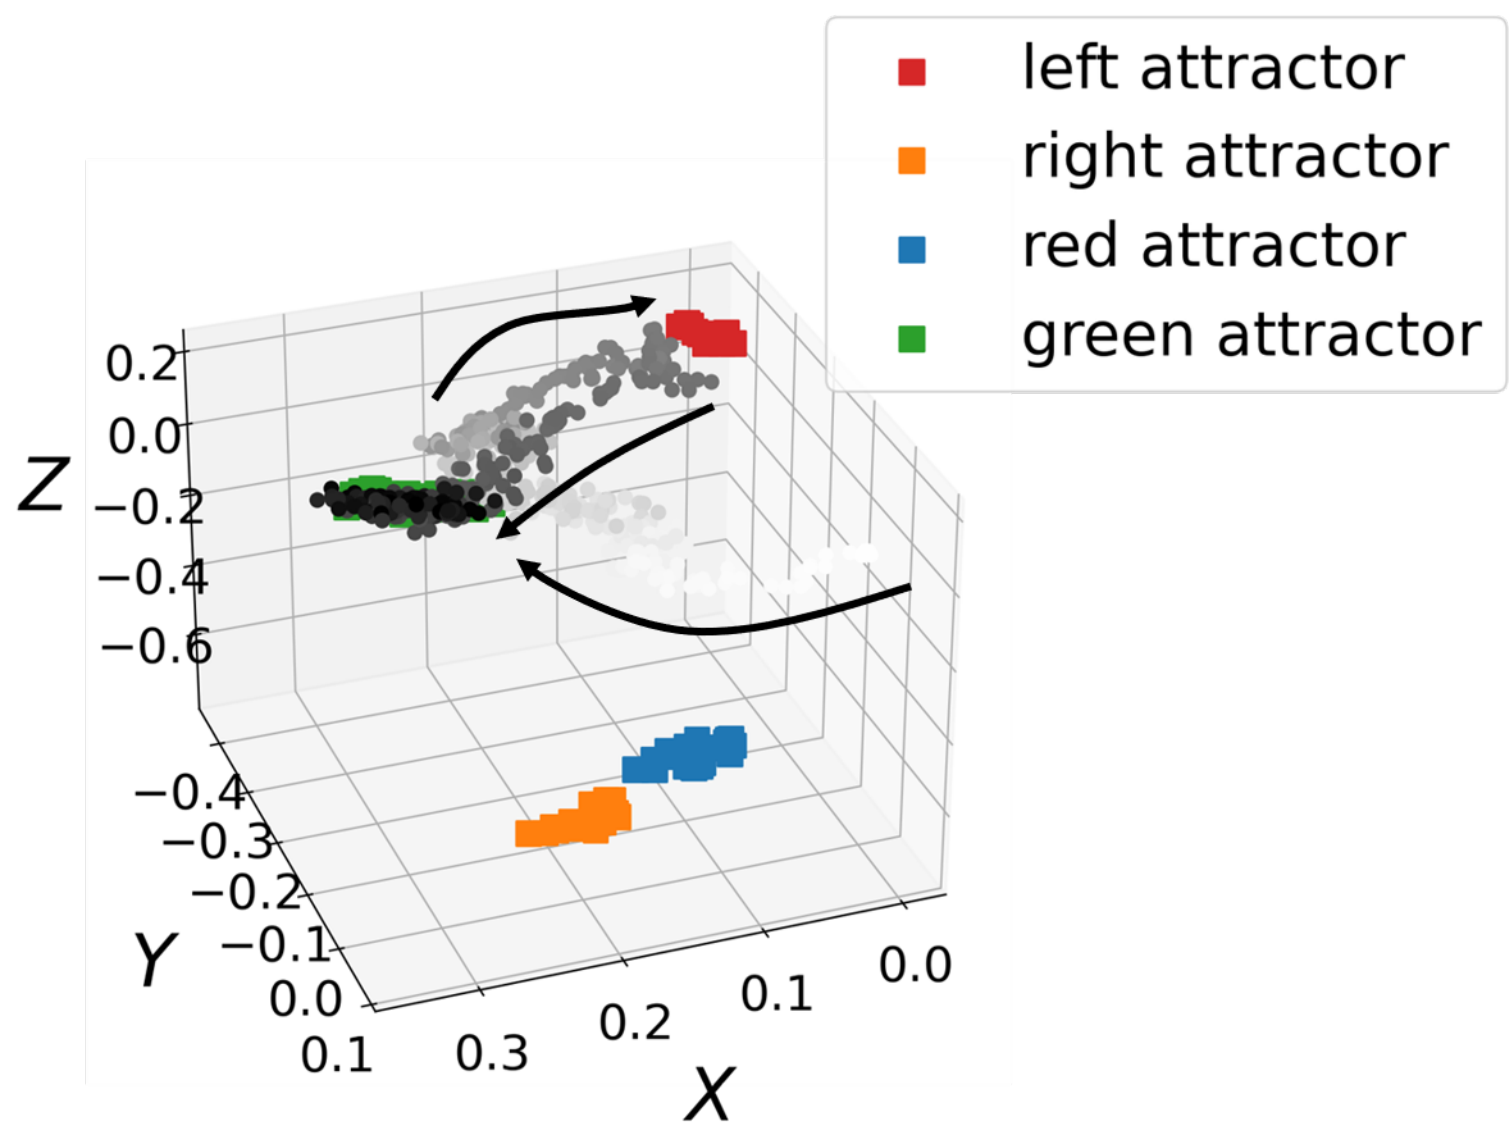 left attractor
right attractor
red attractor
green attractor
0.2
0.0
−0.2
−0.4
−0.6
Z
−0.4
−0.3
−0.2
−0.1
0.0
0.1
Y
0.3
0.2
0.1
0.0
X